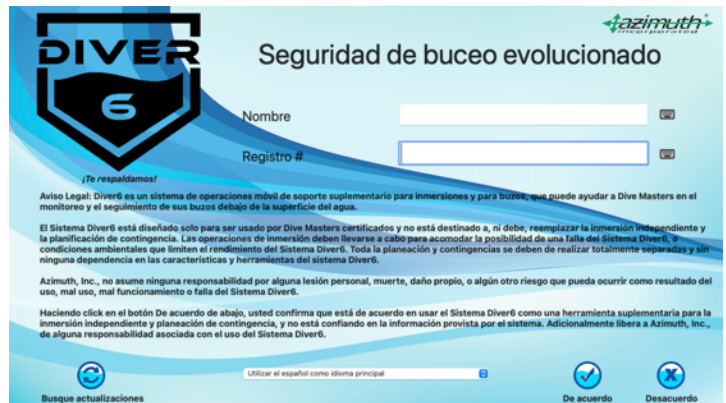 azimuth
incorporated
DIVER
6
¡Te respaldamos!
Seguridad de buceo evolucionado
Nombre
Registro #
Aviso Legal: Diver6 es un sistema de operaciones móvil de soporte suplementario para inmersiones y para buzos, que puede ayudar a Dive Masters en el
monitoreo y el seguimiento de sus buzos debajo de la superficie del agua.
El Sistema Diver6 está diseñado solo para ser usado por Dive Masters certificados y no está destinado a, ni debe, reemplazar la inmersión independiente y
la planificación de contingencia. Las operaciones de inmersión deben llevarse a cabo para acomodar la posibilidad de una falla del Sistema Diver6, o
condiciones ambientales que limiten el rendimiento del Sistema Diver6. Toda la planeación y contingencias se deben de realizar totalmente separadas y sin
ninguna dependencia en las características y herramientas del sistema Diver6.
Azimuth, Inc., no asume ninguna responsabilidad por alguna lesión personal, muerte, daño propio, o algún otro riesgo que pueda ocurrir como resultado del
uso, mal uso, mal funcionamiento o falla del Sistema Diver6.
Haciendo click en el botón De acuerdo de abajo, usted confirma que está de acuerdo en usar el Sistema Diver6 como una herramienta suplementaria para la
inmersión independiente y planeación de contingencia, y no está confiando en la información provista por el sistema. Adicionalmente libera a Azimuth, Inc.,
de alguna responsabilidad asociada con el uso del Sistema Diver6.
Utilizar el español como idioma principal
Busque actualizaciones
De acuerdo
Desacuerdo